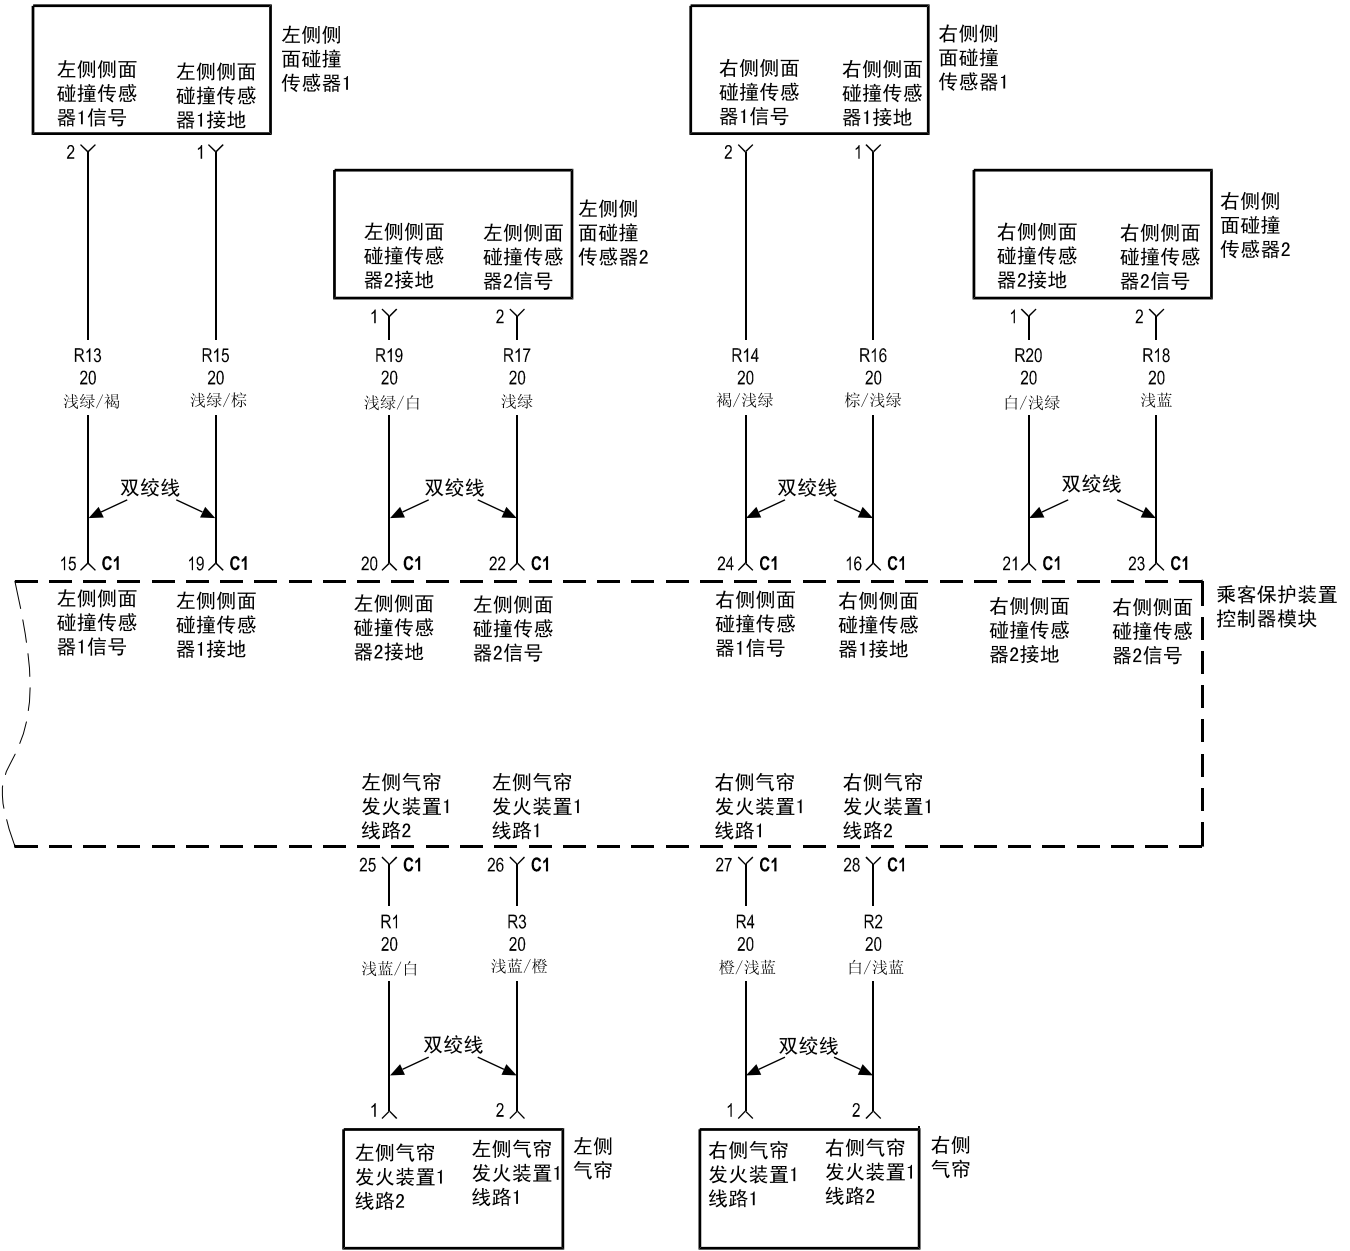 左侧侧面
碰撞传感
器1信号
左侧侧面
碰撞传感
器1接地
左侧侧
面碰撞
传感器1
2
1
左侧侧面
碰撞传感
器2接地
左侧侧面
碰撞传感
器2信号
左侧侧
面碰撞
传感器2
1
2
右侧侧面
碰撞传感
器1信号
右侧侧面
碰撞传感
器1接地
右侧侧
面碰撞
传感器1
2
1
右侧侧面
碰撞传感
器2接地
右侧侧面
碰撞传感
器2信号
右侧侧
面碰撞
传感器2
1
2
R13
20
浅绿/褐
R15
20
浅绿/棕
R19
20
浅绿/白
R17
20
浅绿
R14
20
褐/浅绿
R16
20
棕/浅绿
R20
20
白/浅绿
R18
20
浅蓝
双绞线
双绞线
双绞线
双绞线
15 C1
19 C1
20 C1
22 C1
24 C1
16 C1
21 C1
23 C1
左侧侧面
碰撞传感
器1信号
左侧侧面
碰撞传感
器1接地
左侧侧面
碰撞传感
器2接地
左侧侧面
碰撞传感
器2信号
右侧侧面
碰撞传感
器1信号
右侧侧面
碰撞传感
器1接地
右侧侧面
碰撞传感
器2接地
右侧侧面
碰撞传感
器2信号
乘客保护装置
控制器模块
左侧气帘
发火装置1
线路2
左侧气帘
发火装置1
线路1
右侧气帘
发火装置1
线路1
右侧气帘
发火装置1
线路2
25 C1
26 C1
27 C1
28 C1
R1
20
浅蓝/白
R3
20
浅蓝/橙
R4
20
橙/浅蓝
R2
20
白/浅蓝
双绞线
双绞线
1
2
1
2
左侧气帘
发火装置1
线路2
左侧气帘
发火装置1
线路1
左侧
气帘
右侧气帘
发火装置1
线路1
右侧气帘
发火装置1
线路2
右侧
气帘